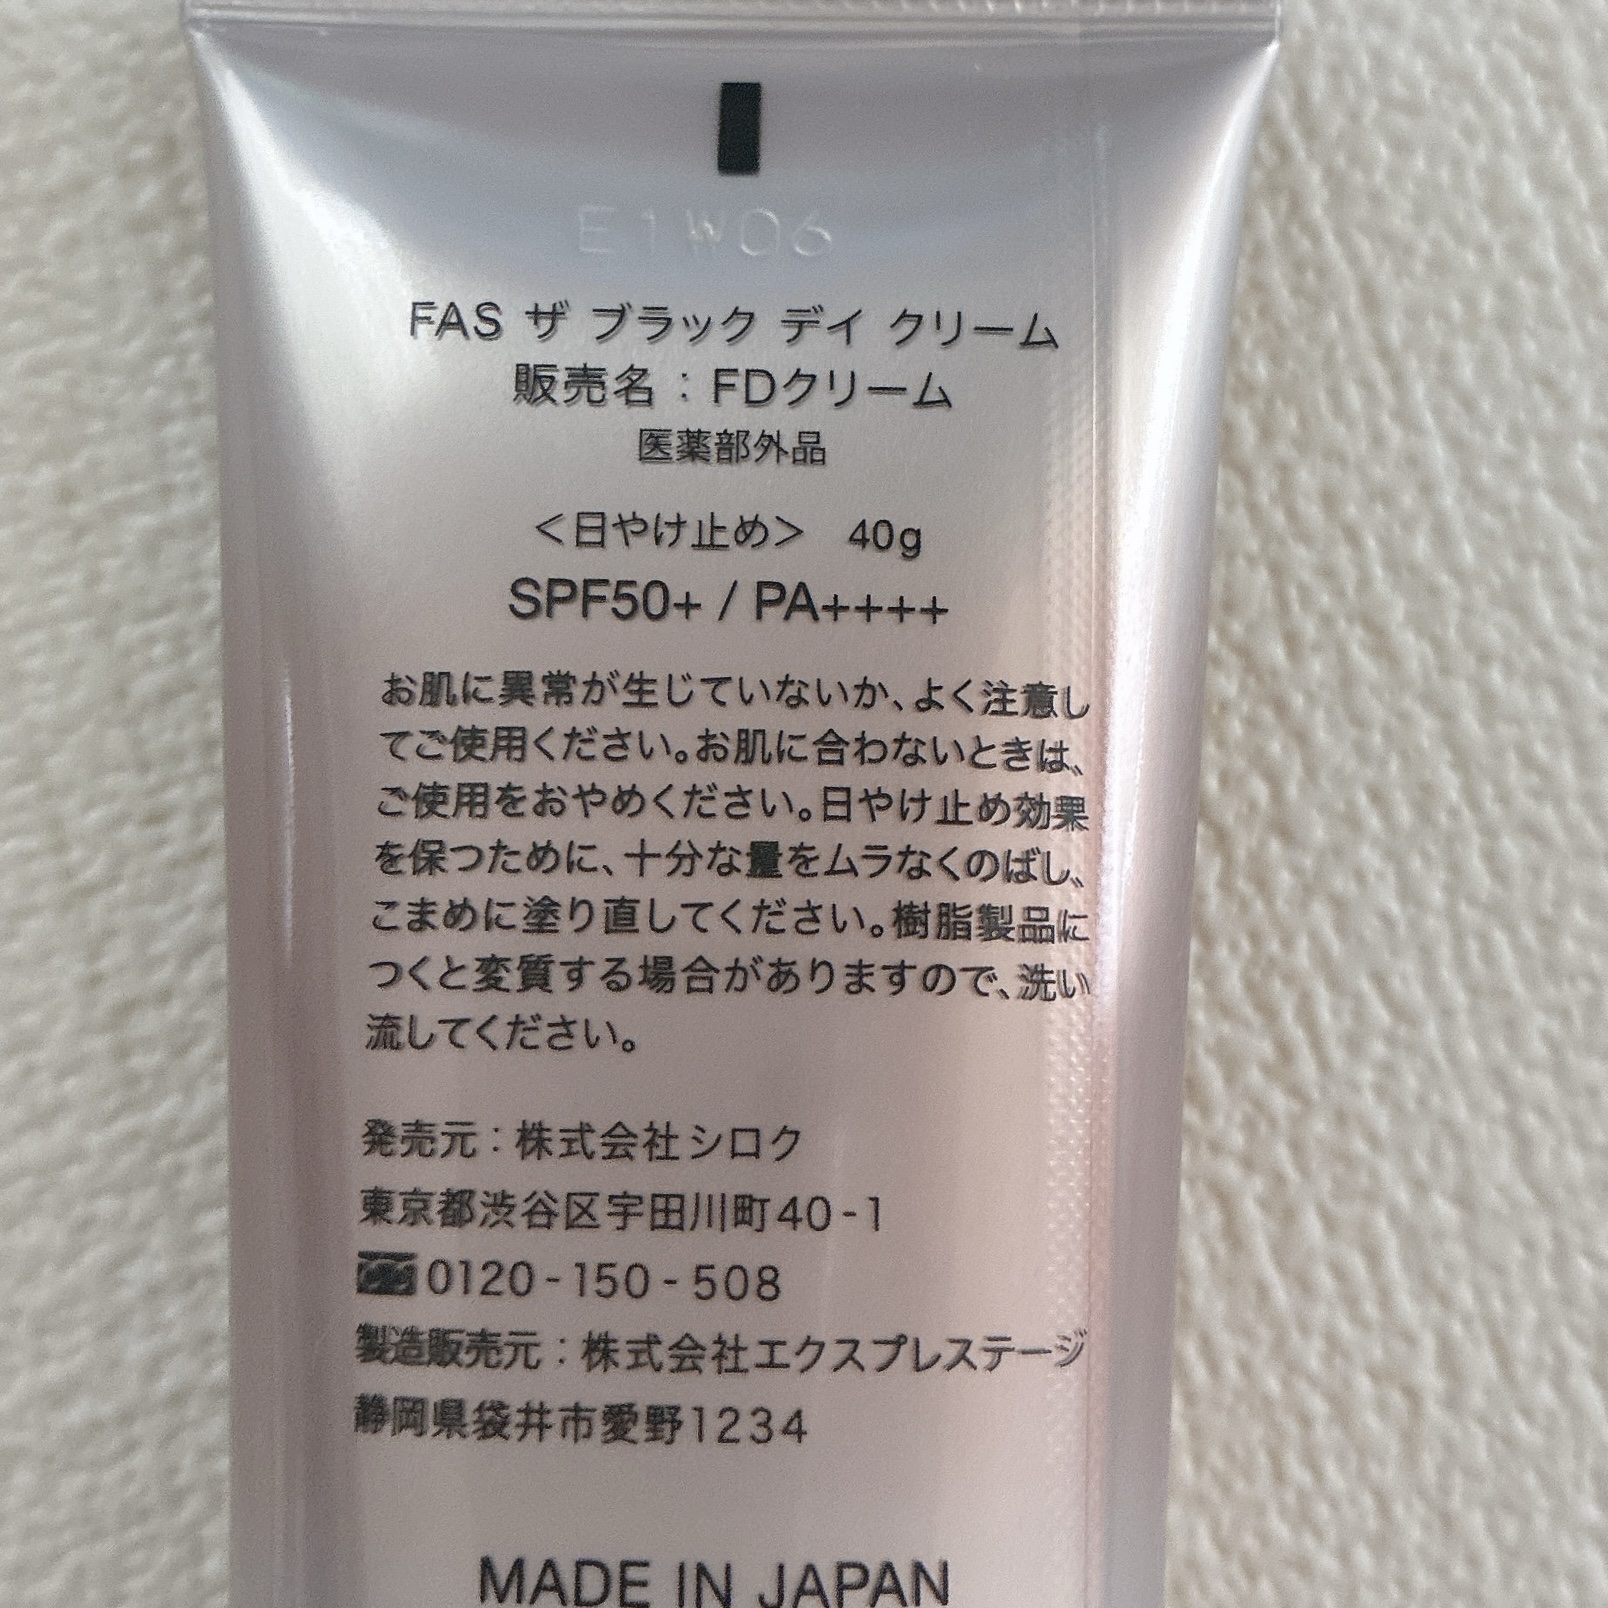 E1W06
FAS ザ ブラック デイ クリーム
販売名：FDクリーム
医薬部外品
＜日やけ止め＞ 40g
SPF50+ / PA++++
お肌に異常が生じていないか、よく注意し
てご使用ください。お肌に合わないときは、
ご使用をおやめください。日やけ止め効果
を保つために、十分な量をムラなくのばし、
こまめに塗り直してください。樹脂製品に
つくと変質する場合がありますので、洗い
流してください。
発売元：株式会社シロク
東京都渋谷区宇田川町40-1
0120-150-508
製造販売元：株式会社エクスプレステージ
静岡県袋井市愛野1234
MADE IN JAPAN